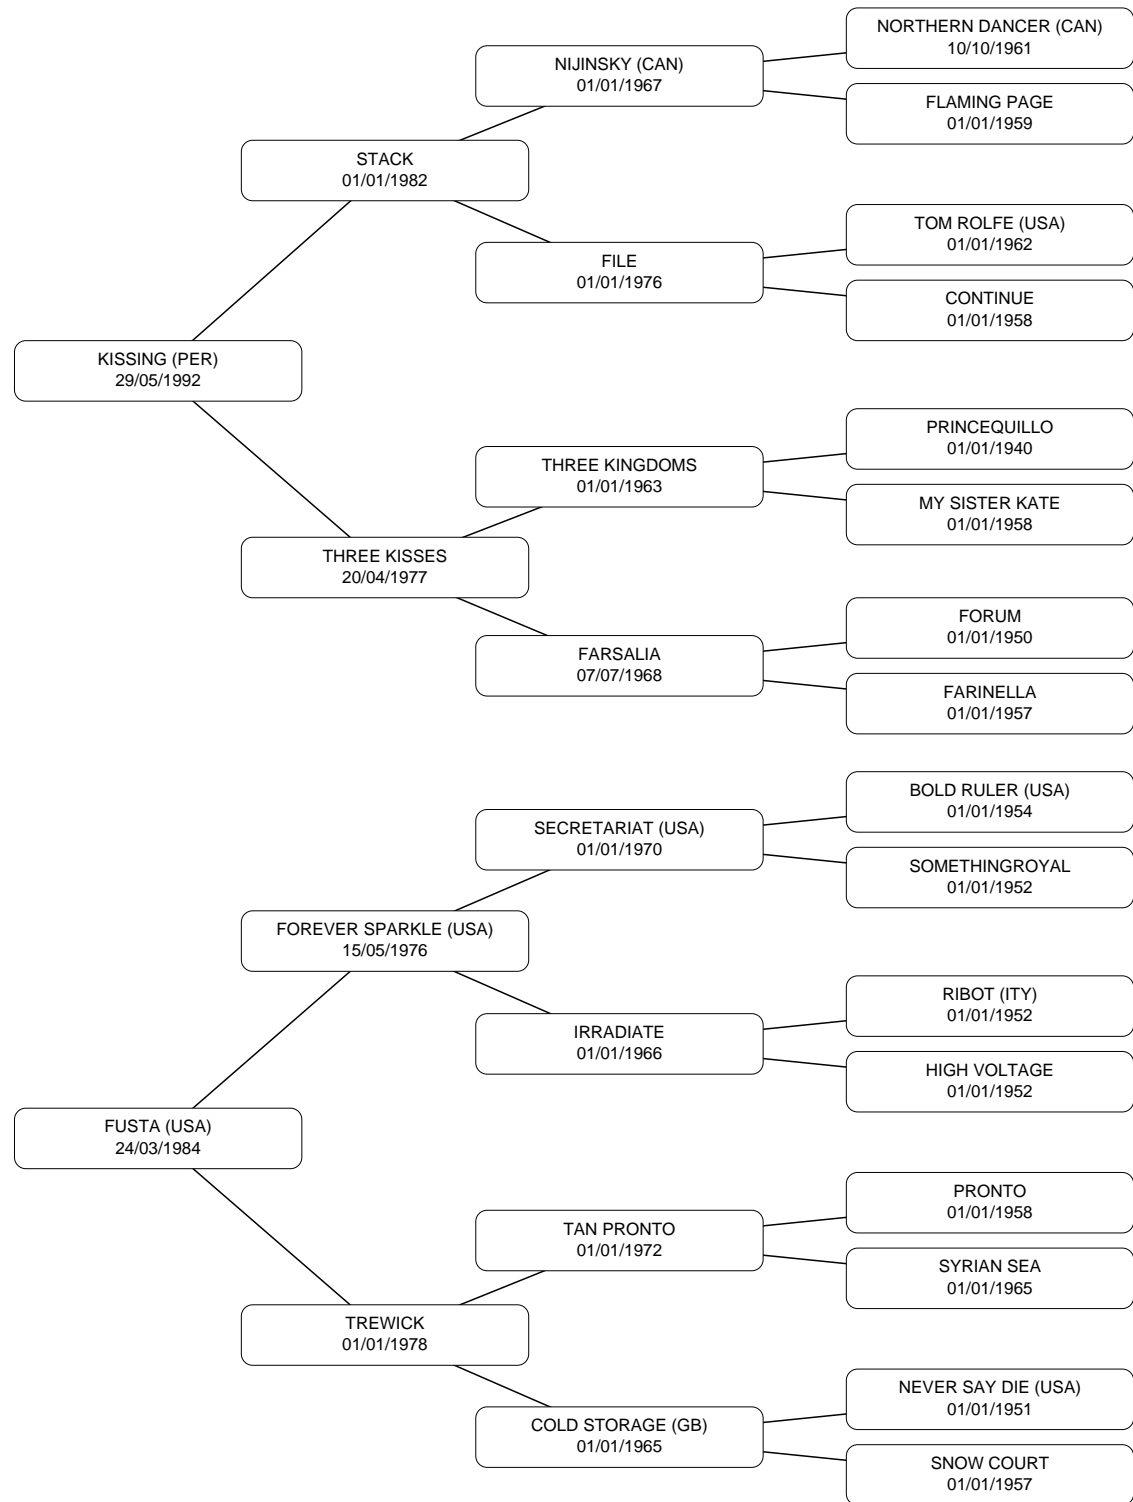 NORTHERN DANCER (CAN)
10/10/1961
NIJINSKY (CAN)
01/01/1967
FLAMING PAGE
01/01/1959
STACK
01/01/1982
TOM ROLFE (USA)
01/01/1962
FILE
01/01/1976
CONTINUE
01/01/1958
KISSING (PER)
29/05/1992
PRINCEQUILLO
01/01/1940
THREE KINGDOMS
01/01/1963
MY SISTER KATE
01/01/1958
THREE KISSES
20/04/1977
FORUM
01/01/1950
FARSALIA
07/07/1968
FARINELLA
01/01/1957
BOLD RULER (USA)
01/01/1954
SECRETARIAT (USA)
01/01/1970
SOMETHINGROYAL
01/01/1952
FOREVER SPARKLE (USA)
15/05/1976
RIBOT (ITY)
01/01/1952
IRRADIATE
01/01/1966
HIGH VOLTAGE
01/01/1952
FUSTA (USA)
24/03/1984
PRONTO
01/01/1958
TAN PRONTO
01/01/1972
SYRIAN SEA
01/01/1965
TREWICK
01/01/1978
NEVER SAY DIE (USA)
01/01/1951
COLD STORAGE (GB)
01/01/1965
SNOW COURT
01/01/1957